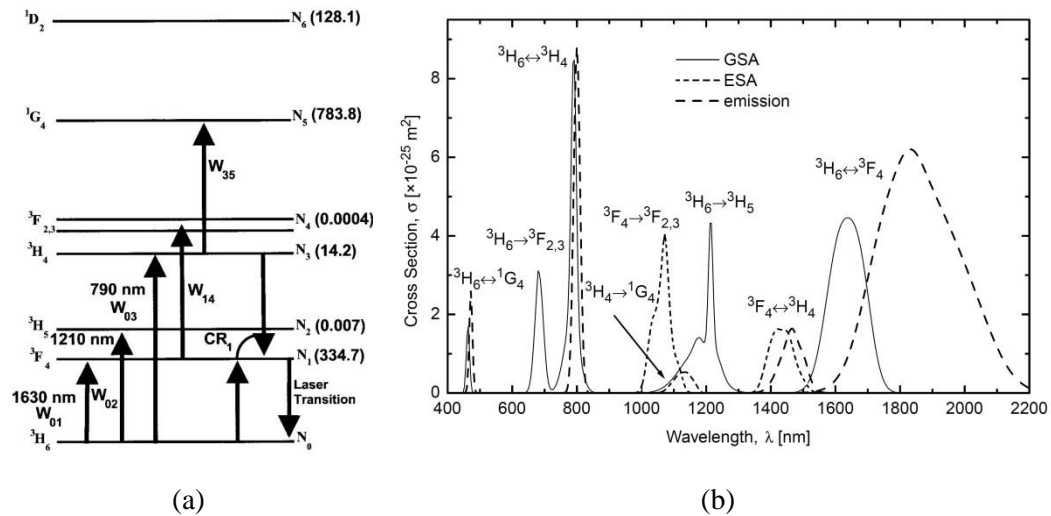 ¹D₂ N₆ (128.1)
¹G₄ N₅ (783.8)
W₃₅
³F₂,₃ N₄ (0.0004)
³H₄ N₃ (14.2)
790 nm
W₀₃
W₁₄
³H₅ N₂ (0.007)
1210 nm
CR₁
³F₄ N₁ (334.7)
1630 nm
W₀₁
W₀₂
Laser
Transition
³H₆ N₀
(a)
Cross Section, σ [×10⁻²⁵ m²]
8
6
4
2
0
400 600 800 1000 1200 1400 1600 1800 2000 2200
Wavelength, λ [nm]
³H₆↔³H₄
GSA
ESA
emission
³H₆↔³F₄
³F₄→³F₂,₃
³H₆→³H₅
³H₆→³F₂,₃
³H₆↔¹G₄
³H₄→¹G₄
³F₄↔³H₄
(b)